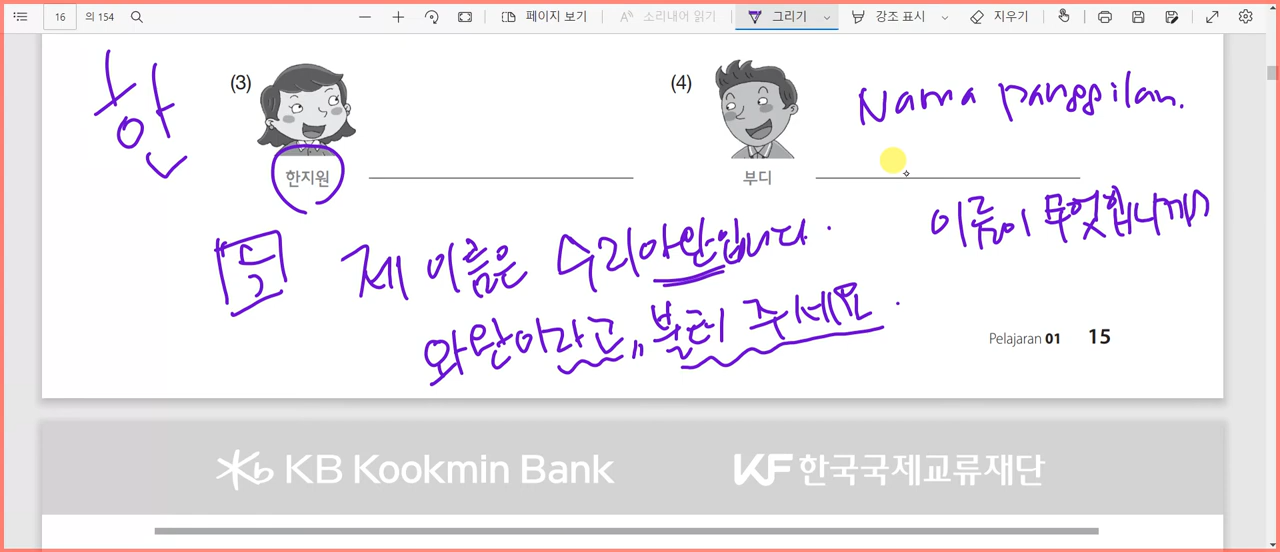 16 의 154 페이지 보기 소리내어 읽기 그리기 강조 표시 지우기
한
(3) (4)
Nama panggilan.
한지원 부디
이름이 무엇입니까?
제 이름은 수리아완입니다.
와완이라고, 불러 주세요.
Pelajaran 01 15
Kb KB Kookmin Bank KF 한국국제교류재단